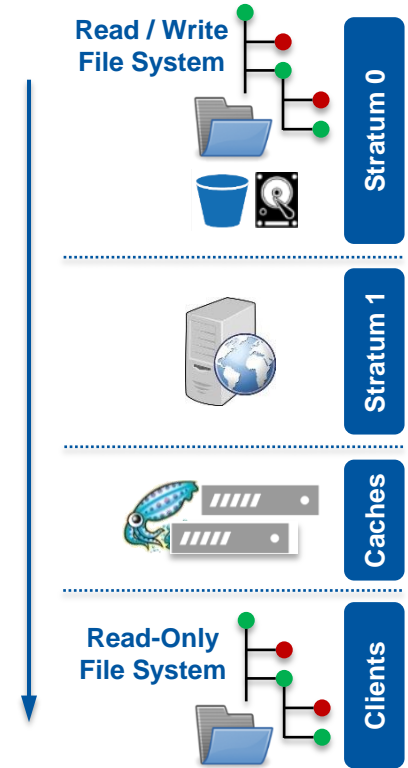 Read / Write
File System
Stratum 0
Stratum 1
Caches
Read-Only
File System
Clients